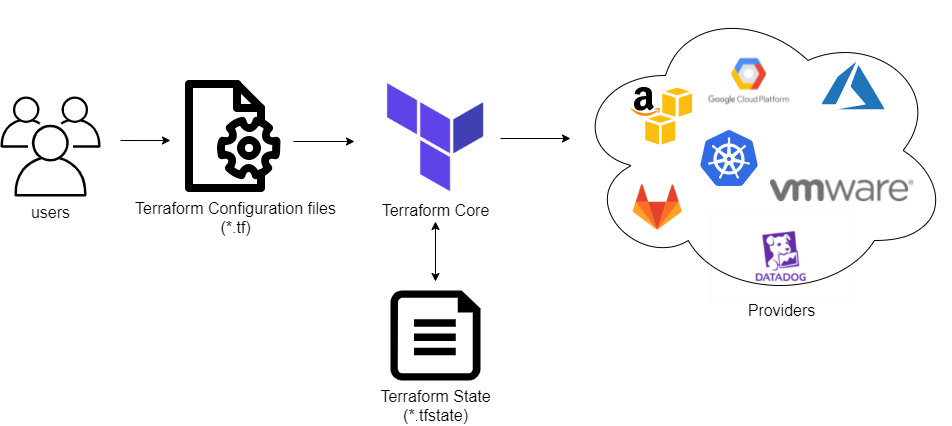 Google Cloud Platform
a
vmware®
DATADOG
users
Terraform Configuration files
(*.tf)
Terraform Core
Providers
Terraform State
(*.tfstate)